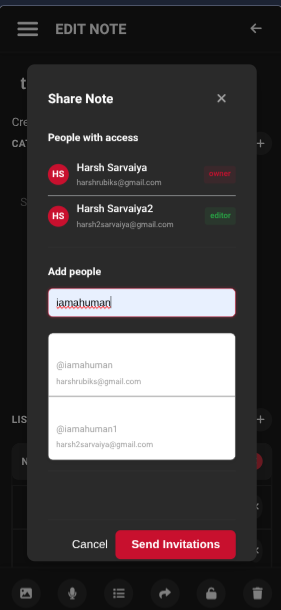 EDIT NOTE
t
Share Note
Cre
People with access
CAT
HS
Harsh Sarvaiya
harshrubiks@gmail.com
owner
HS
Harsh Sarvaiya2
harsh2sarvaiya@gmail.com
editor
S
Add people
iamahuman
@iamahuman
harshrubiks@gmail.com
@iamahuman1
harsh2sarvaiya@gmail.com
LIS
N
Cancel
Send Invitations